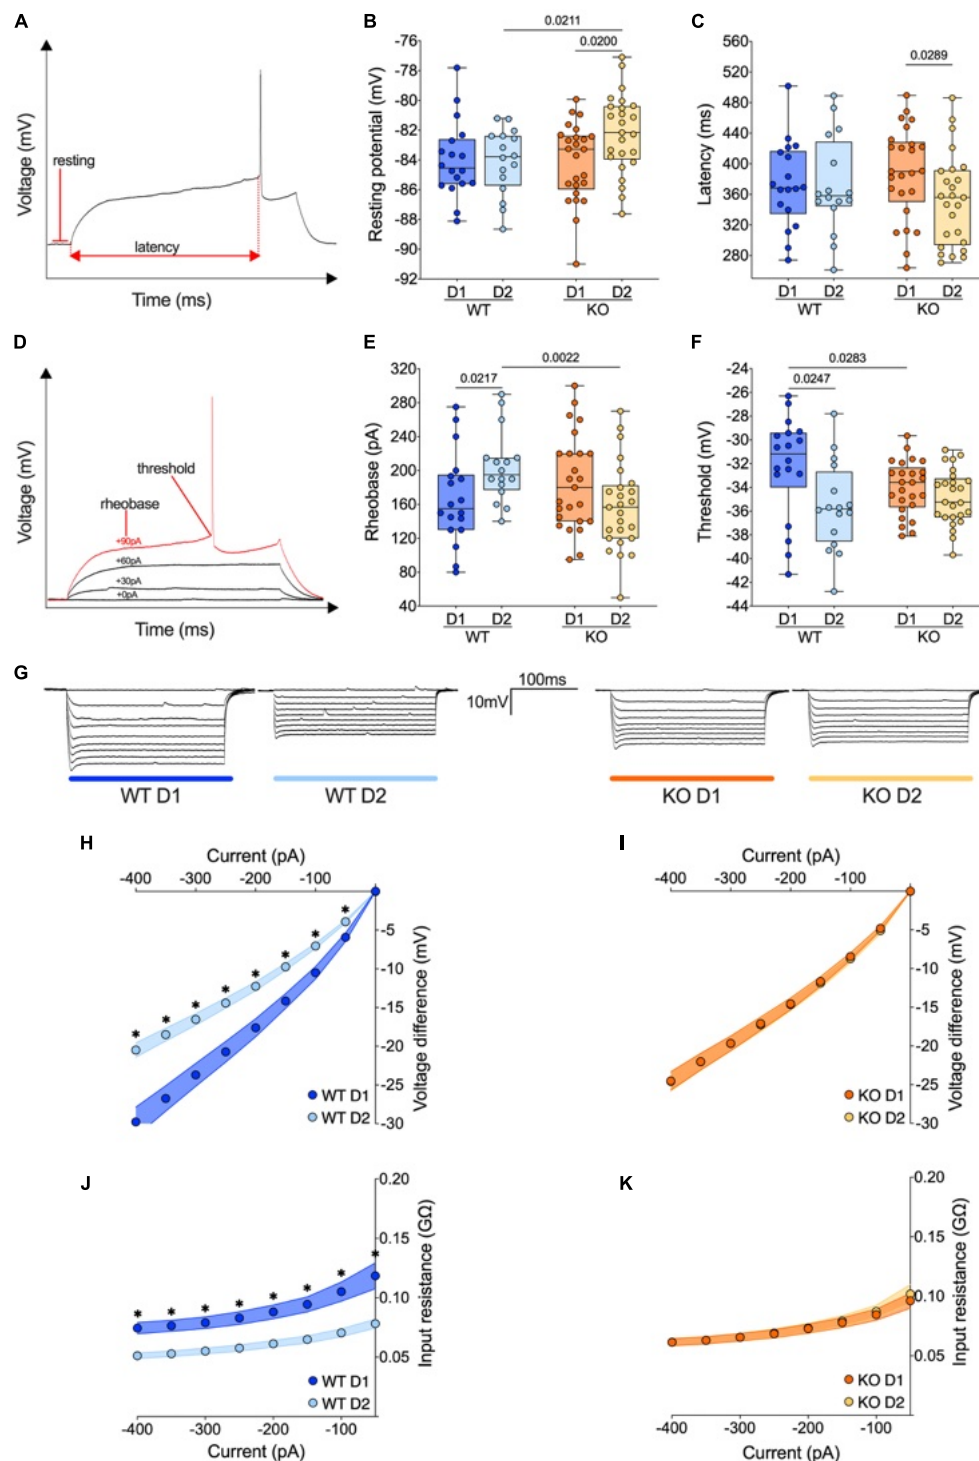 A
Voltage (mV)
resting
latency
Time (ms)
B
0.0211
0.0200
Resting potential (mV)
-76
-78
-80
-82
-84
-86
-88
-90
-92
D1 D2 D1 D2
WT KO
C
0.0289
Latency (ms)
560
520
480
440
400
360
320
280
D1 D2 D1 D2
WT KO
D
Voltage (mV)
threshold
rheobase
+90pA
+60pA
+30pA
+0pA
Time (ms)
E
0.0022
0.0217
Rheobase (pA)
320
280
240
200
160
120
80
40
D1 D2 D1 D2
WT KO
F
0.0283
0.0247
Threshold (mV)
-24
-26
-28
-30
-32
-34
-36
-38
-40
-42
-44
D1 D2 D1 D2
WT KO
G
100ms
10mV
WT D1 WT D2 KO D1 KO D2
H
Current (pA)
-400 -300 -200 -100
* * * * * * * *
-5
-10
-15
-20
-25
-30
Voltage difference (mV)
WT D1
WT D2
I
Current (pA)
-400 -300 -200 -100
-5
-10
-15
-20
-25
-30
Voltage difference (mV)
KO D1
KO D2
J
* * * * * * * *
0.20
0.15
0.10
0.05
Input resistance (GΩ)
WT D1
WT D2
-400 -300 -200 -100
Current (pA)
K
0.20
0.15
0.10
0.05
Input resistance (GΩ)
KO D1
KO D2
-400 -300 -200 -100
Current (pA)